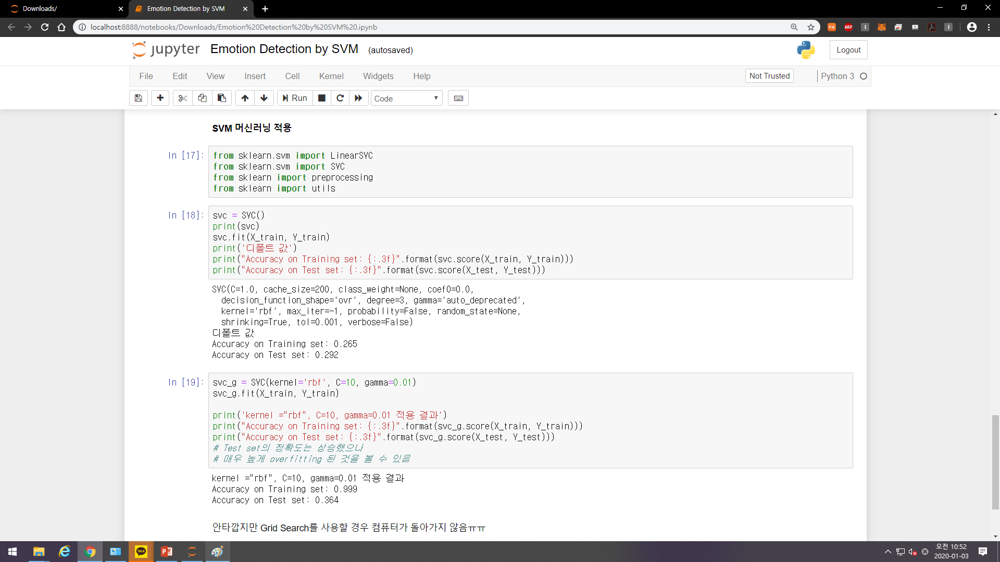 Downloads/
Emotion Detection by SVM
localhost:8888/notebooks/Downloads/Emotion%20Detection%20by%20SVM%20.ipynb
jupyter Emotion Detection by SVM (autosaved)
Logout
File Edit View Insert Cell Kernel Widgets Help
Not Trusted
Python 3
Run
Code
SVM 머신러닝 적용
In [17]:
from sklearn.svm import LinearSVC
from sklearn.svm import SVC
from sklearn import preprocessing
from sklearn import utils
In [18]:
svc = SVC()
print(svc)
svc.fit(X_train, Y_train)
print('디폴트 값')
print("Accuracy on Training set: {:.3f}".format(svc.score(X_train, Y_train)))
print("Accuracy on Test set: {:.3f}".format(svc.score(X_test, Y_test)))
SVC(C=1.0, cache_size=200, class_weight=None, coef0=0.0,
decision_function_shape='ovr', degree=3, gamma='auto_deprecated',
kernel='rbf', max_iter=-1, probability=False, random_state=None,
shrinking=True, tol=0.001, verbose=False)
디폴트 값
Accuracy on Training set: 0.265
Accuracy on Test set: 0.292
In [19]:
svc_g = SVC(kernel='rbf', C=10, gamma=0.01)
svc_g.fit(X_train, Y_train)
print('kernel ="rbf", C=10, gamma=0.01 적용 결과')
print("Accuracy on Training set: {:.3f}".format(svc_g.score(X_train, Y_train)))
print("Accuracy on Test set: {:.3f}".format(svc_g.score(X_test, Y_test)))
# Test set의 정확도는 상승했으나
# 매우 높게 overfitting 된 것을 볼 수 있음
kernel ="rbf", C=10, gamma=0.01 적용 결과
Accuracy on Training set: 0.999
Accuracy on Test set: 0.364
안타깝지만 Grid Search를 사용할 경우 컴퓨터가 돌아가지 않음ㅠㅠ
TALK
오전 10:52
2020-01-03